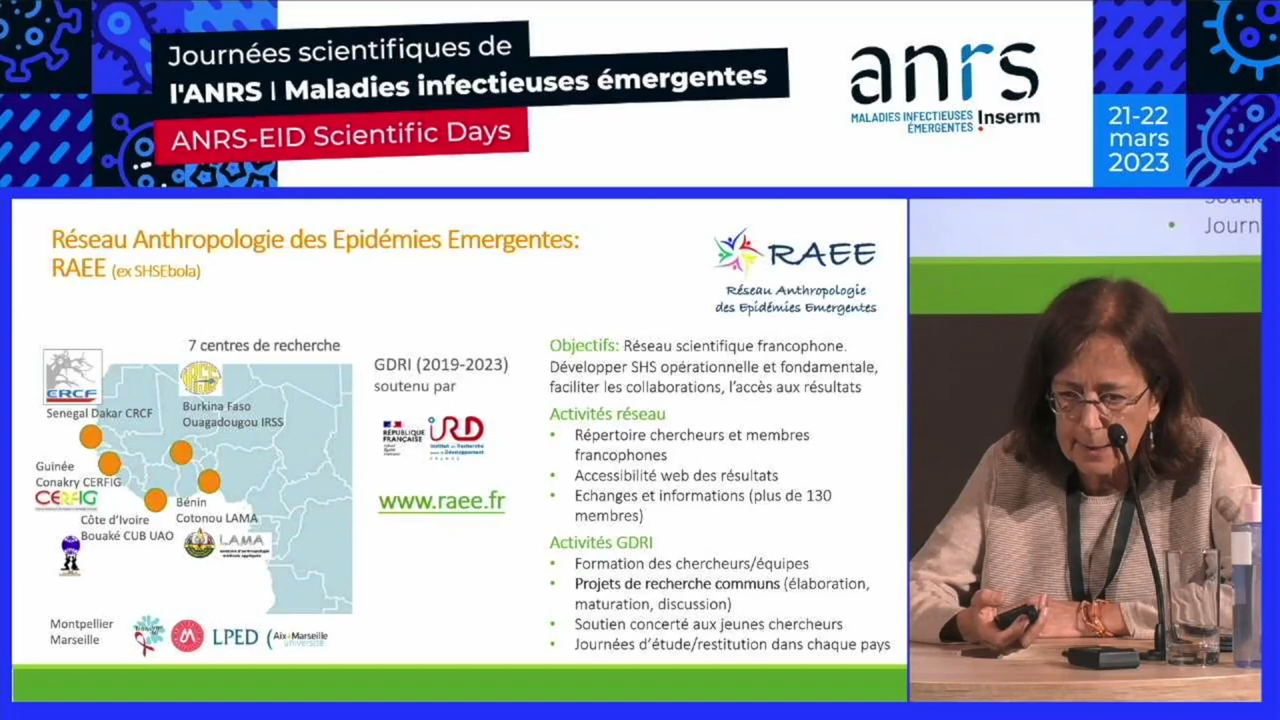 Journées scientifiques de
l'ANRS | Maladies infectieuses émergentes
ANRS-EID Scientific Days
anrs
MALADIES INFECTIEUSES
ÉMERGENTES
Inserm
21-22
mars
2023
Réseau Anthropologie des Epidémies Emergentes:
RAEE (ex SHSEbola)
RAEE
Réseau Anthropologie
des Epidémies Emergentes
7 centres de recherche
CRCF
Senegal Dakar CRCF
Burkina Faso
Ouagadougou IRSS
Guinée
Conakry CERFIG
CERFIG
Côte d'Ivoire
Bouaké CUB UAO
Bénin
Cotonou LAMA
LAMA
Montpellier
Marseille
LPED
Aix*Marseille
université
GDRI (2019-2023)
soutenu par
RÉPUBLIQUE
FRANÇAISE
IRD
Institut de Recherche
pour le Développement
FRANCE
www.raee.fr
Objectifs: Réseau scientifique francophone.
Développer SHS opérationnelle et fondamentale,
faciliter les collaborations, l'accès aux résultats
Activités réseau
• Répertoire chercheurs et membres
francophones
• Accessibilité web des résultats
• Echanges et informations (plus de 130
membres)
Activités GDRI
• Formation des chercheurs/équipes
• Projets de recherche communs (élaboration,
maturation, discussion)
• Soutien concerté aux jeunes chercheurs
• Journées d'étude/restitution dans chaque pays
• Journ